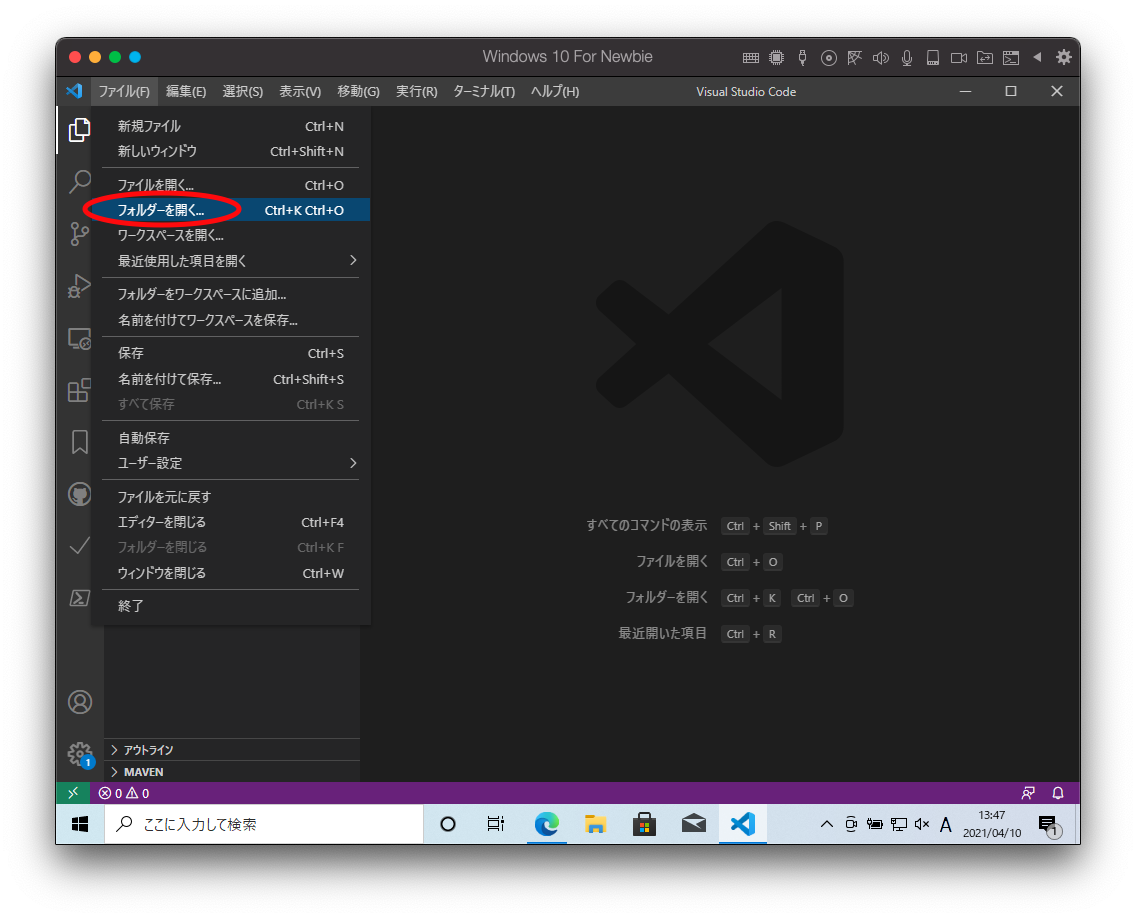 Windows 10 For Newbie
ファイル(F) 編集(E) 選択(S) 表示(V) 移動(G) 実行(R) ターミナル(T) ヘルプ(H) Visual Studio Code
新規ファイル Ctrl+N
新しいウィンドウ Ctrl+Shift+N
ファイルを開く... Ctrl+O
フォルダーを開く... Ctrl+K Ctrl+O
ワークスペースを開く...
最近使用した項目を開く
フォルダーをワークスペースに追加...
名前を付けてワークスペースを保存...
保存 Ctrl+S
名前を付けて保存... Ctrl+Shift+S
すべて保存 Ctrl+K S
自動保存
ユーザー設定
ファイルを元に戻す
エディターを閉じる Ctrl+F4
フォルダーを閉じる Ctrl+K F
ウィンドウを閉じる Ctrl+W
終了
すべてのコマンドの表示 Ctrl + Shift + P
ファイルを開く Ctrl + O
フォルダーを開く Ctrl + K Ctrl + O
最近開いた項目 Ctrl + R
アウトライン
MAVEN
1
0 0
ここに入力して検索
A
13:47
2021/04/10
1